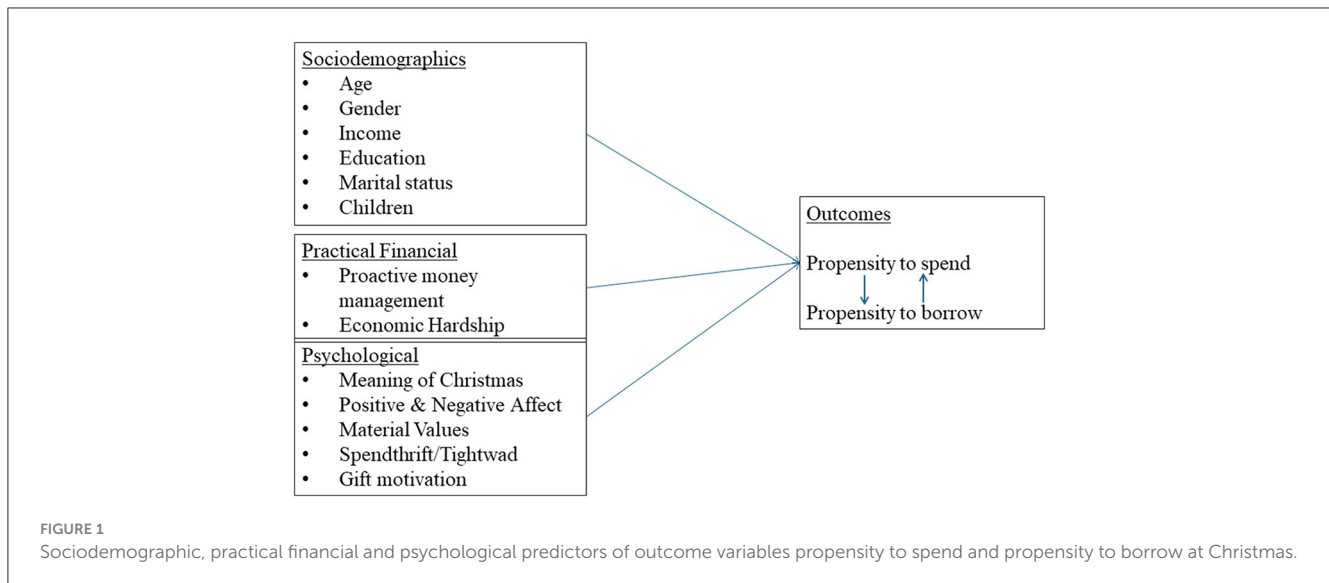 Sociodemographics
• Age
• Gender
• Income
• Education
• Marital status
• Children
Practical Financial
• Proactive money
management
• Economic Hardship
Psychological
• Meaning of Christmas
• Positive & Negative Affect
• Material Values
• Spendthrift/Tightwad
• Gift motivation
Outcomes
Propensity to spend
Propensity to borrow
FIGURE 1
Sociodemographic, practical financial and psychological predictors of outcome variables propensity to spend and propensity to borrow at Christmas.